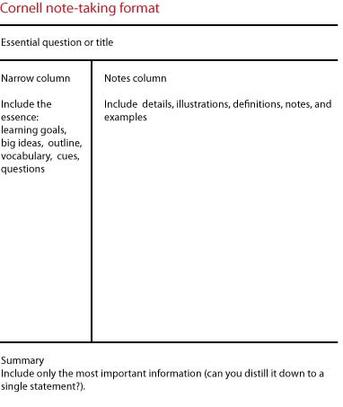 Cornell note-taking format
Essential question or title
Narrow column
Include the
essence:
learning goals,
big ideas, outline,
vocabulary, cues,
questions
Notes column
Include details, illustrations, definitions, notes, and
examples
Summary
Include only the most important information (can you distill it down to a
single statement?).